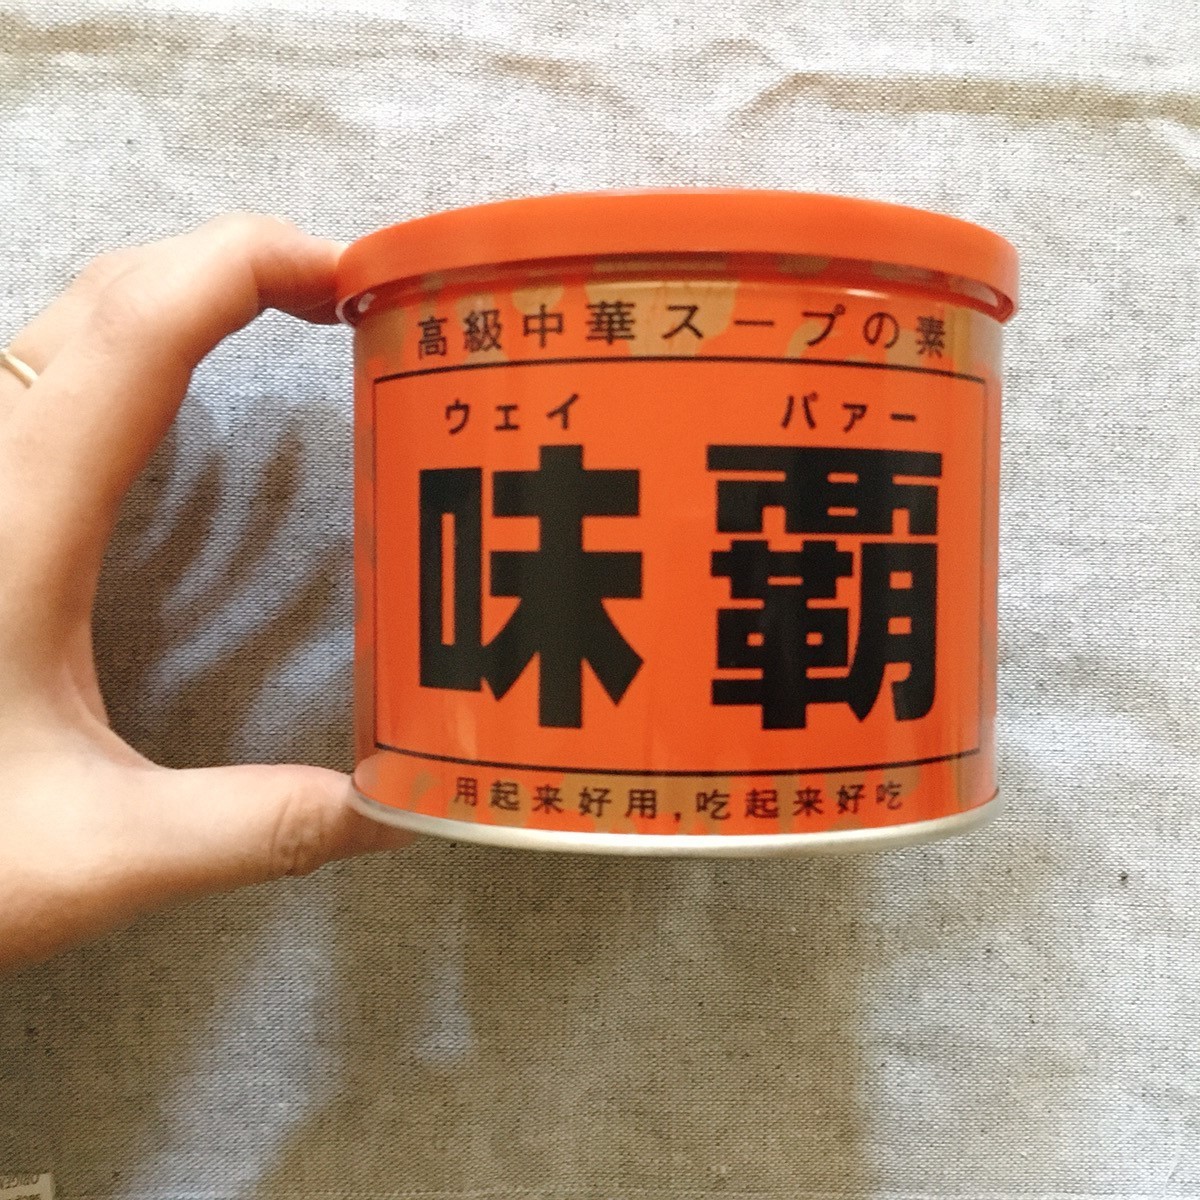 高級中華スープの素
ウェイ パァー
味覇
用起来好用,吃起来好吃